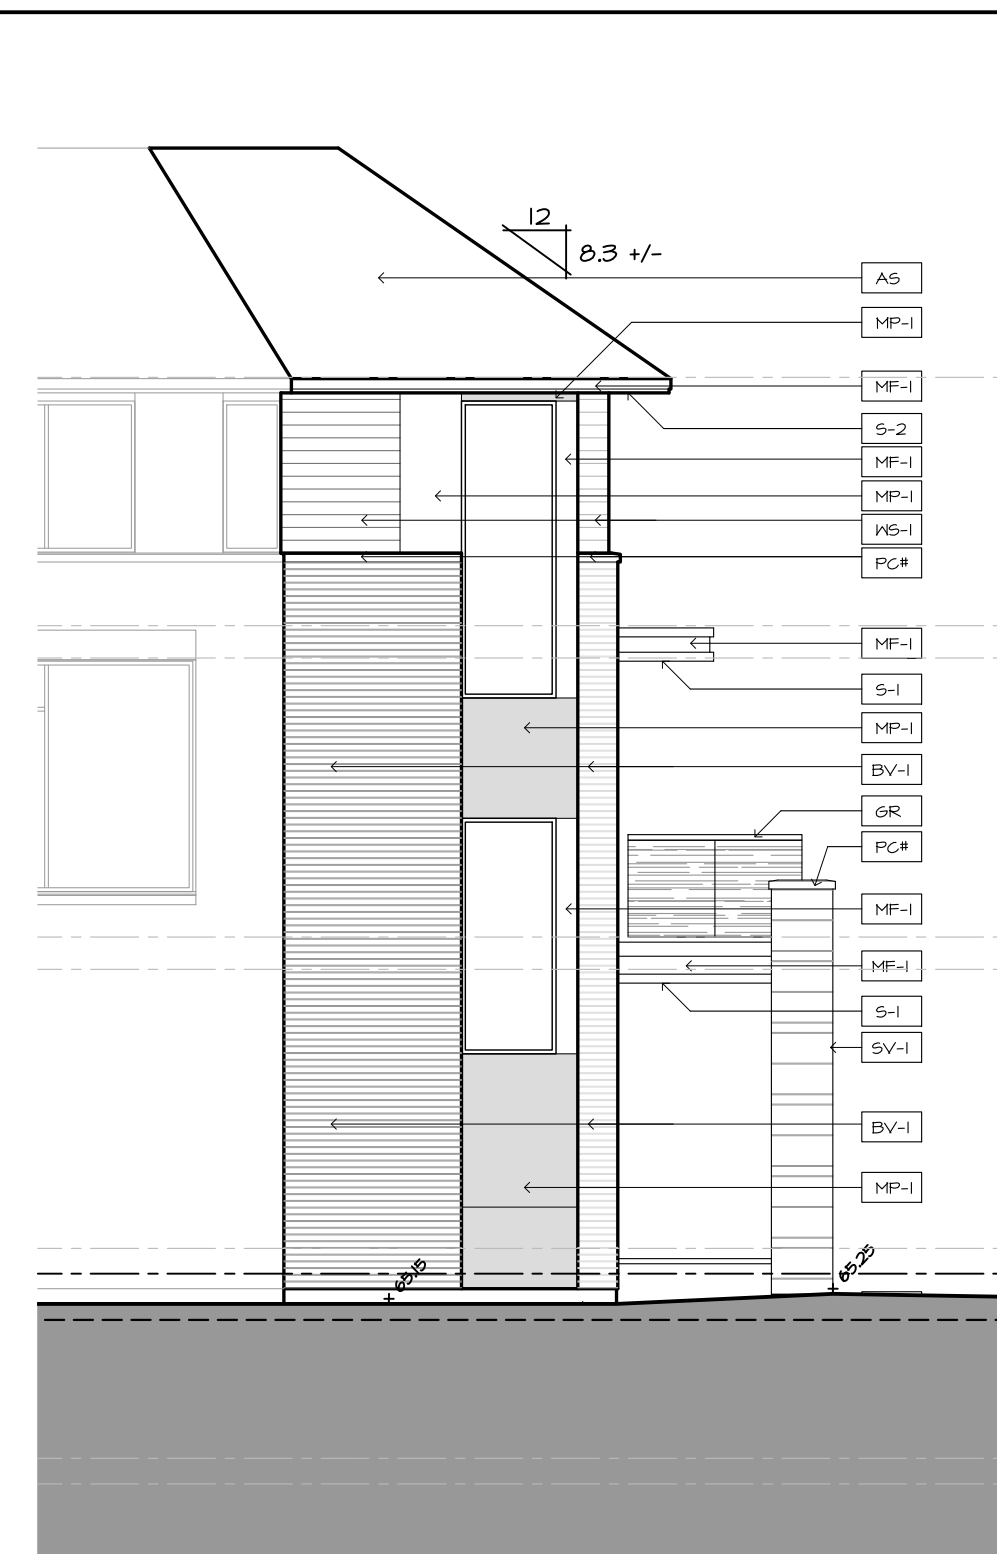 12
8.3 +/-
AS
MP-1
MF-1
S-2
MF-1
MP-1
WS-1
PC#
MF-1
S-1
MP-1
BV-1
GR
PC#
MF-1
MF-1
S-1
SV-1
BV-1
MP-1
65.15
65.25